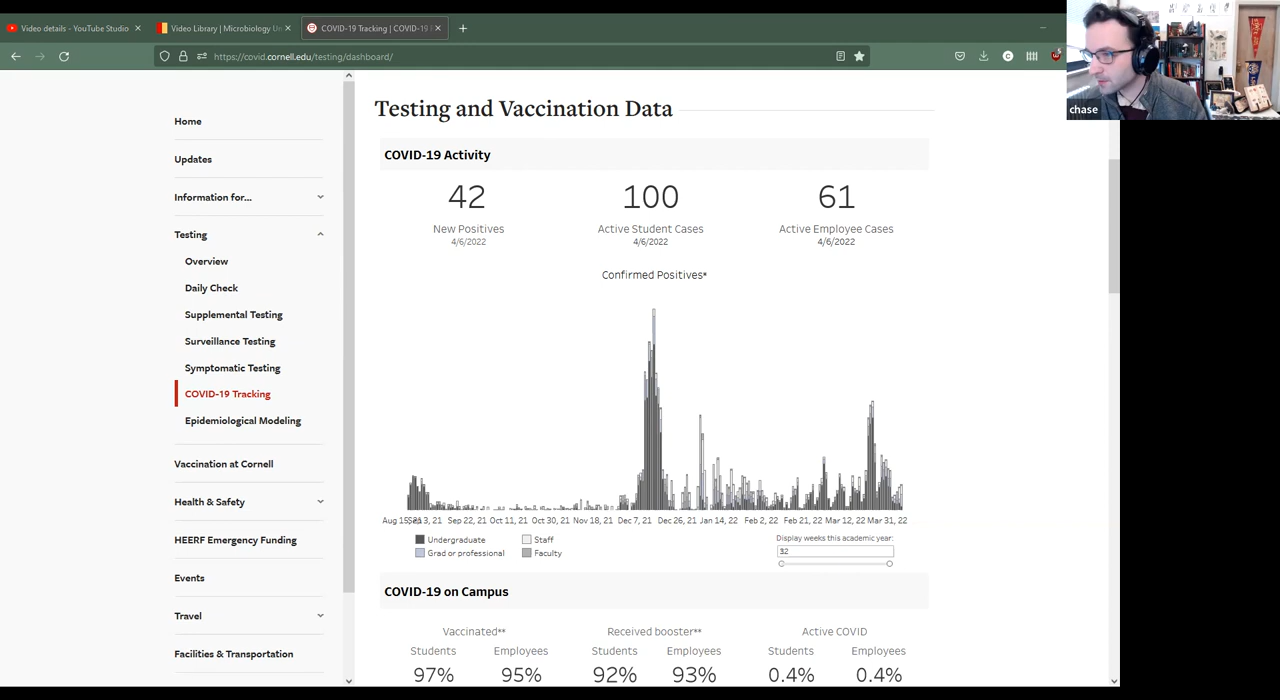 Video details - YouTube Studio
Video Library | Microbiology Un
COVID-19 Tracking | COVID-19
https://covid.cornell.edu/testing/dashboard/
chase
Home
Updates
Information for...
Testing
Overview
Daily Check
Supplemental Testing
Surveillance Testing
Symptomatic Testing
COVID-19 Tracking
Epidemiological Modeling
Vaccination at Cornell
Health & Safety
HEERF Emergency Funding
Events
Travel
Facilities & Transportation
Testing and Vaccination Data
COVID-19 Activity
42 100 61
New Positives Active Student Cases Active Employee Cases
4/6/2022 4/6/2022 4/6/2022
Confirmed Positives*
Aug 15, 3, 21 Sep 22, 21 Oct 11, 21 Oct 30, 21 Nov 18, 21 Dec 7, 21 Dec 26, 21 Jan 14, 22 Feb 2, 22 Feb 21, 22 Mar 12, 22 Mar 31, 22
Undergraduate Staff
Grad or professional Faculty
Display weeks this academic year:
32
COVID-19 on Campus
Vaccinated** Received booster** Active COVID
Students Employees Students Employees Students Employees
97% 95% 92% 93% 0.4% 0.4%